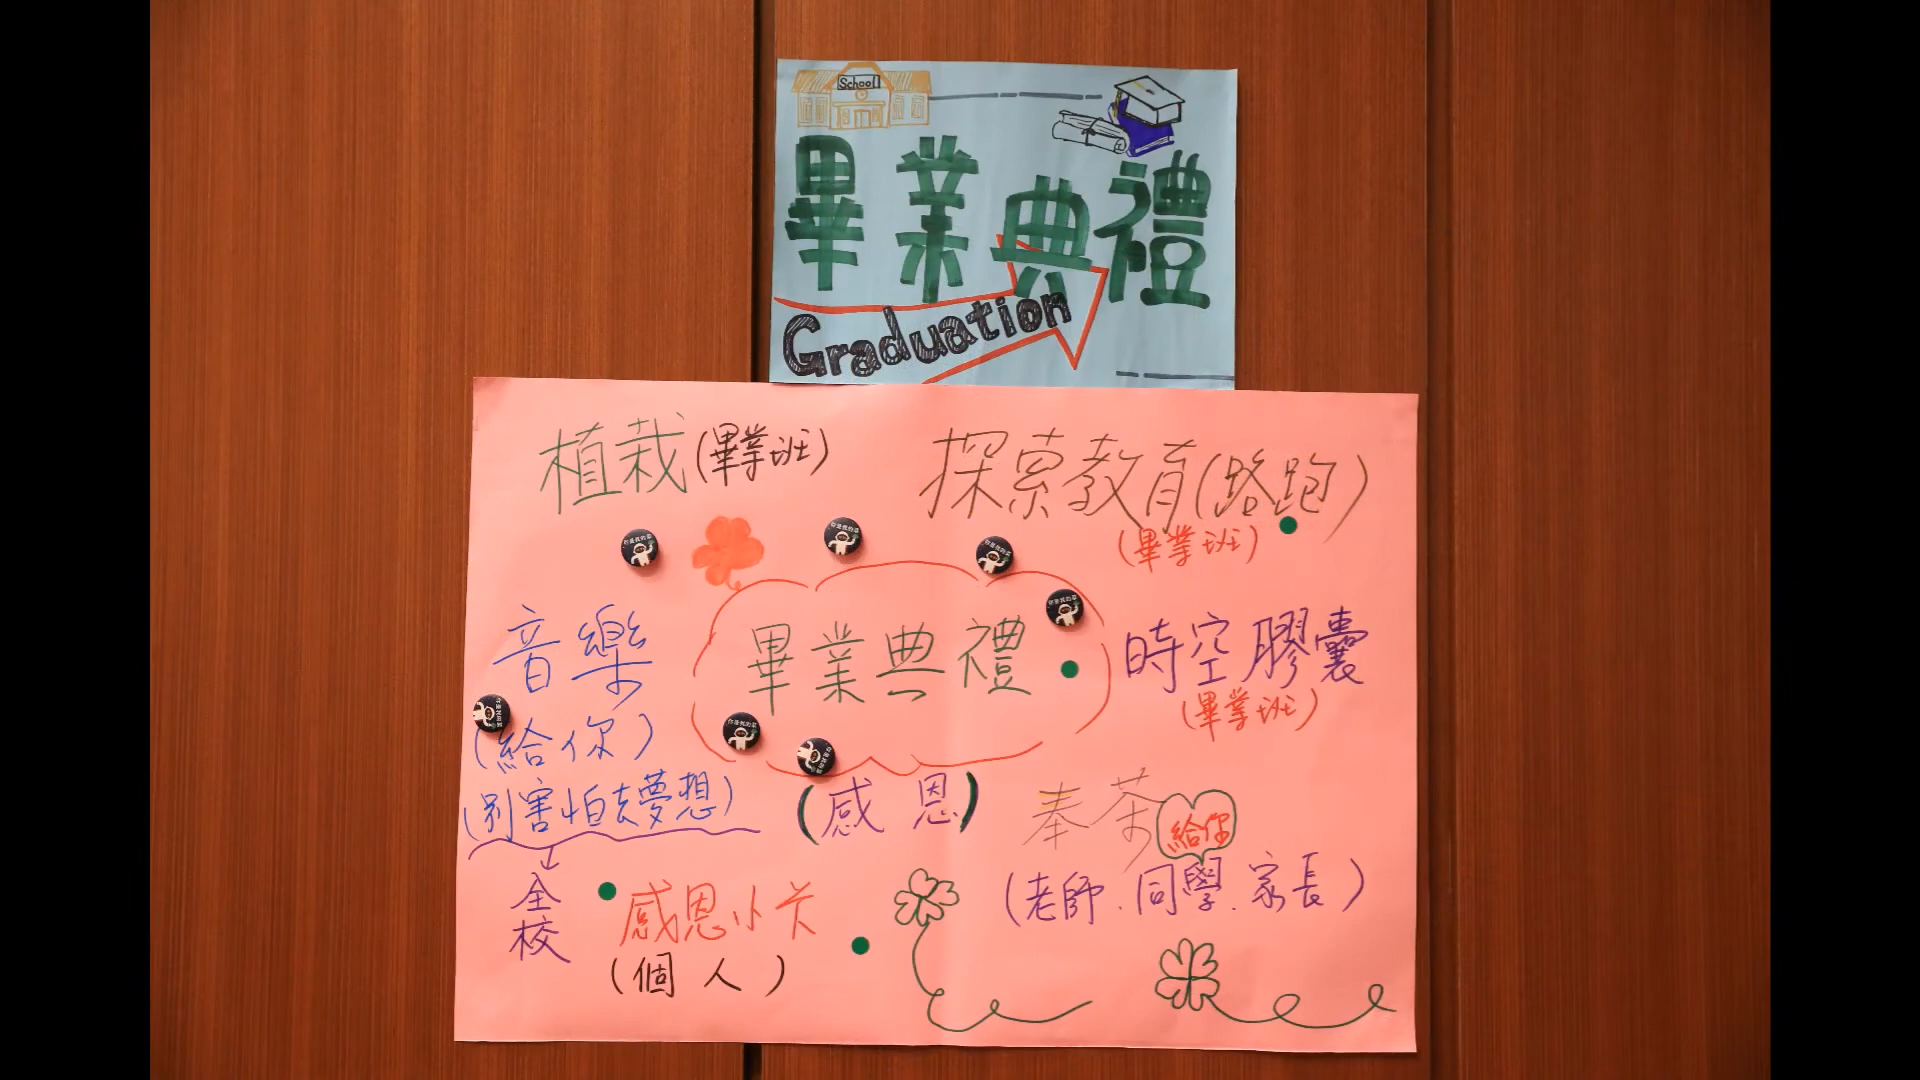 School
畢業典禮
Graduation
植栽(畢業班)
探索教育(路跑)
(畢業班)
畢業典禮
音樂
(給你)
(別害怕去夢想)
全校
時空膠囊
(畢業班)
(感恩)
奉茶
給你
(老師.同學.家長)
感恩小卡
(個人)